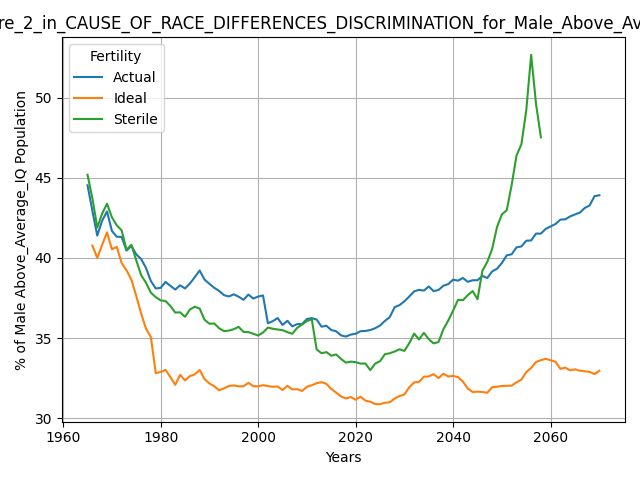 re_2_in_CAUSE_OF_RACE_DIFFERENCES_DISCRIMINATION_for_Male_Above_Av
Fertility
Actual
Ideal
Sterile
% of Male Above_Average_IQ Population
50
45
40
35
30
1960
1980
2000
2020
2040
2060
Years